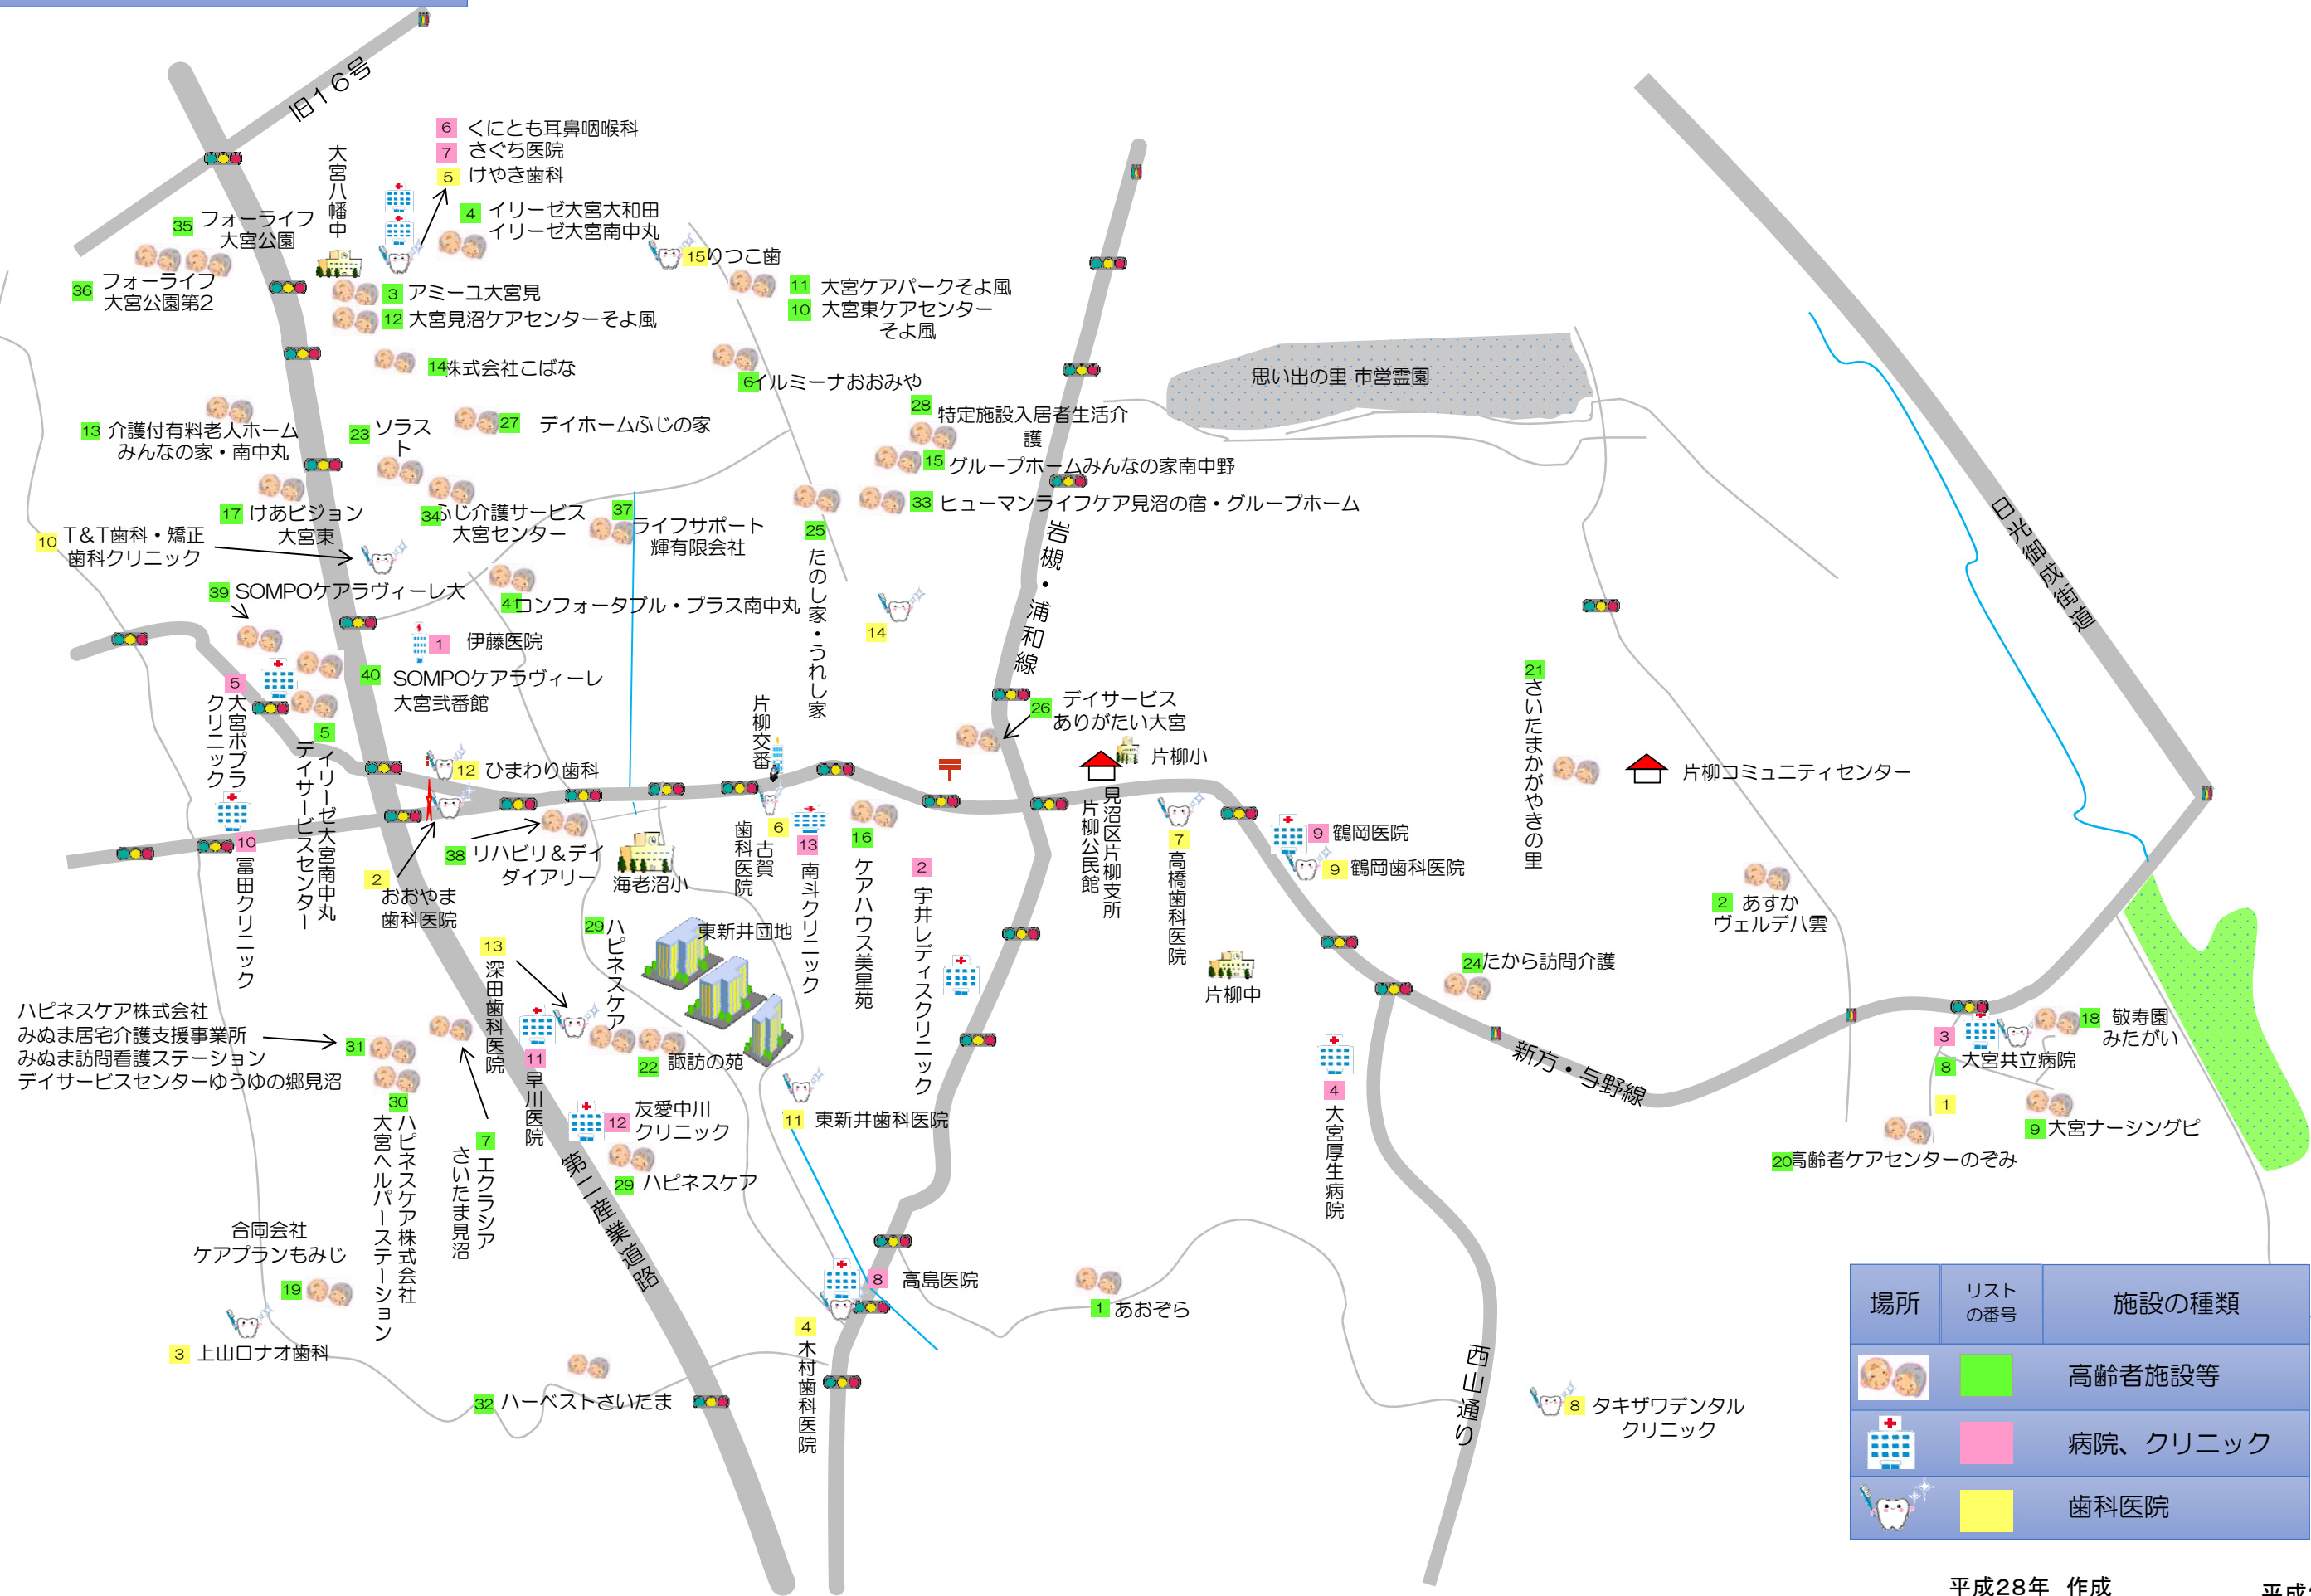 旧16号
大宮八幡中
6 くにとも耳鼻咽喉科
7 さぐち医院
5 けやき歯科
4 イリーゼ大宮大和田
イリーゼ大宮南中丸
35 フォーライフ
大宮公園
36 フォーライフ
大宮公園第2
3 アミーユ大宮見
12 大宮見沼ケアセンターそよ風
15 りつこ歯
11 大宮ケアパークそよ風
10 大宮東ケアセンター
そよ風
14 株式会社こばな
6 イルミーナおおみや
思い出の里 市営霊園
13 介護付有料老人ホーム
みんなの家・南中丸
23 ソラス
ト
27 デイホームふじの家
28 特定施設入居者生活介
護
15 グループホームみんなの家南中野
33 ヒューマンライフケア見沼の宿・グループホーム
17 けあビジョン
大宮東
34 ふじ介護サービス
大宮センター
37 ライフサポート
輝有限会社
25 たのし家・うれし家
岩槻・浦和線
日光御成街道
10 T&T歯科・矯正
歯科クリニック
39 SOMPOケアラヴィーレ大
41 コンフォータブル・プラス南中丸
14
1 伊藤医院
40 SOMPOケアラヴィーレ
大宮弐番館
5 大宮ポプラ
クリニック
5 イリーゼ大宮南中丸
デイサービスセンター
片柳交番
26 デイサービス
ありがたい大宮
片柳小
21 さいたまかがやきの里
片柳コミュニティセンター
12 ひまわり歯科
10 冨田クリニック
38 リハビリ&デイ
ダイアリー
海老沼小
6 古賀
歯科医院
13 南斗クリニック
16 ケアハウス美星苑
2 宇井レディスクリニック
見沼区片柳支所
片柳公民館
7 高橋歯科医院
9 鶴岡医院
9 鶴岡歯科医院
2 おおやま
歯科医院
2 あすか
ヴェルデ八雲
13 深田歯科医院
29 ハピネスケア
東新井団地
片柳中
24 たから訪問介護
ハピネスケア株式会社
みぬま居宅介護支援事業所
みぬま訪問看護ステーション
デイサービスセンターゆうゆの郷見沼
31
30 ハピネスケア株式会社
大宮ヘルパーステーション
11 早川医院
22 諏訪の苑
新方・与野線
3 大宮共立病院
8
1
18 敬寿園
みたがい
9 大宮ナーシングピ
20 高齢者ケアセンターのぞみ
4 大宮厚生病院
11 東新井歯科医院
12 友愛中川
クリニック
29 ハピネスケア
7 エクラシア
さいたま見沼
第二産業道路
合同会社
ケアプランもみじ
19
3 上山口ナオ歯科
8 高島医院
4 木村歯科医院
1 あおぞら
32 ハーベストさいたま
西山通り
8 タキザワデンタル
クリニック
場所 リスト
の番号 施設の種類
高齢者施設等
病院、クリニック
歯科医院
平成28年 作成
平成